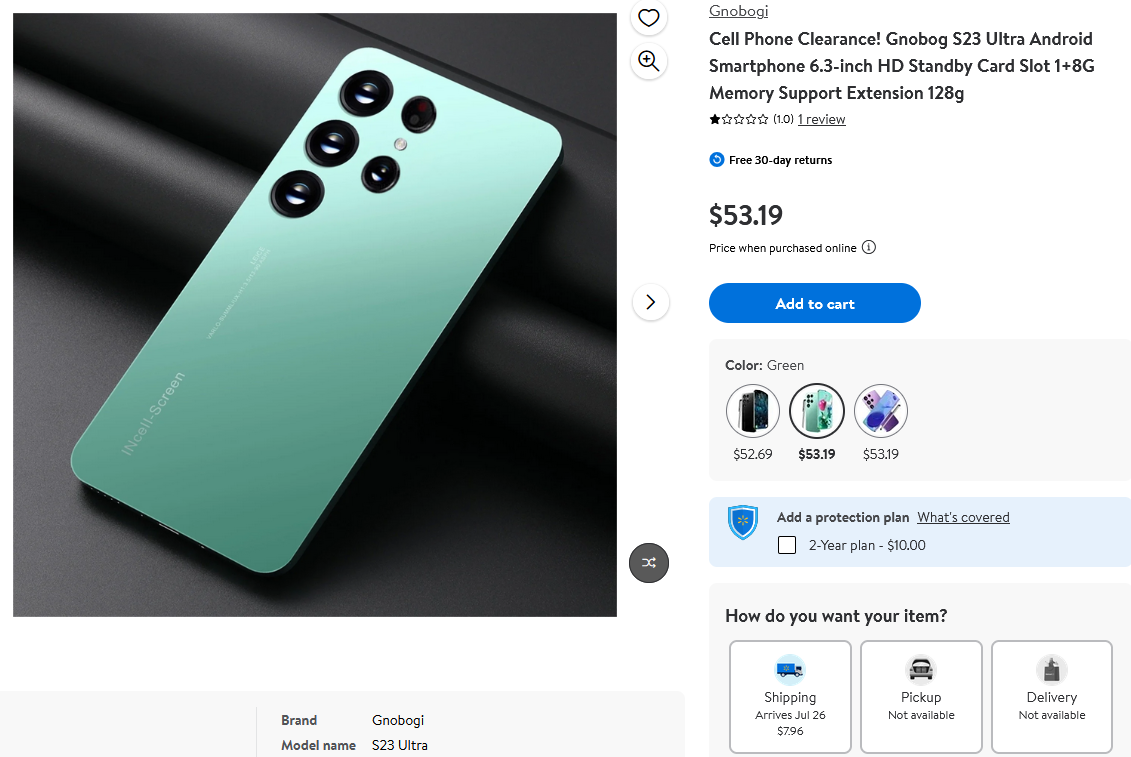 Gnobogi
Cell Phone Clearance! Gnobog S23 Ultra Android
Smartphone 6.3-inch HD Standby Card Slot 1+8G
Memory Support Extension 128g
(1.0) 1 review
Free 30-day returns
$53.19
Price when purchased online
Add to cart
Color: Green
$52.69
$53.19
$53.19
Add a protection plan What's covered
2-Year plan - $10.00
How do you want your item?
Shipping
Arrives Jul 26
$7.96
Pickup
Not available
Delivery
Not available
INcell-Screen
Brand Gnobogi
Model name S23 Ultra